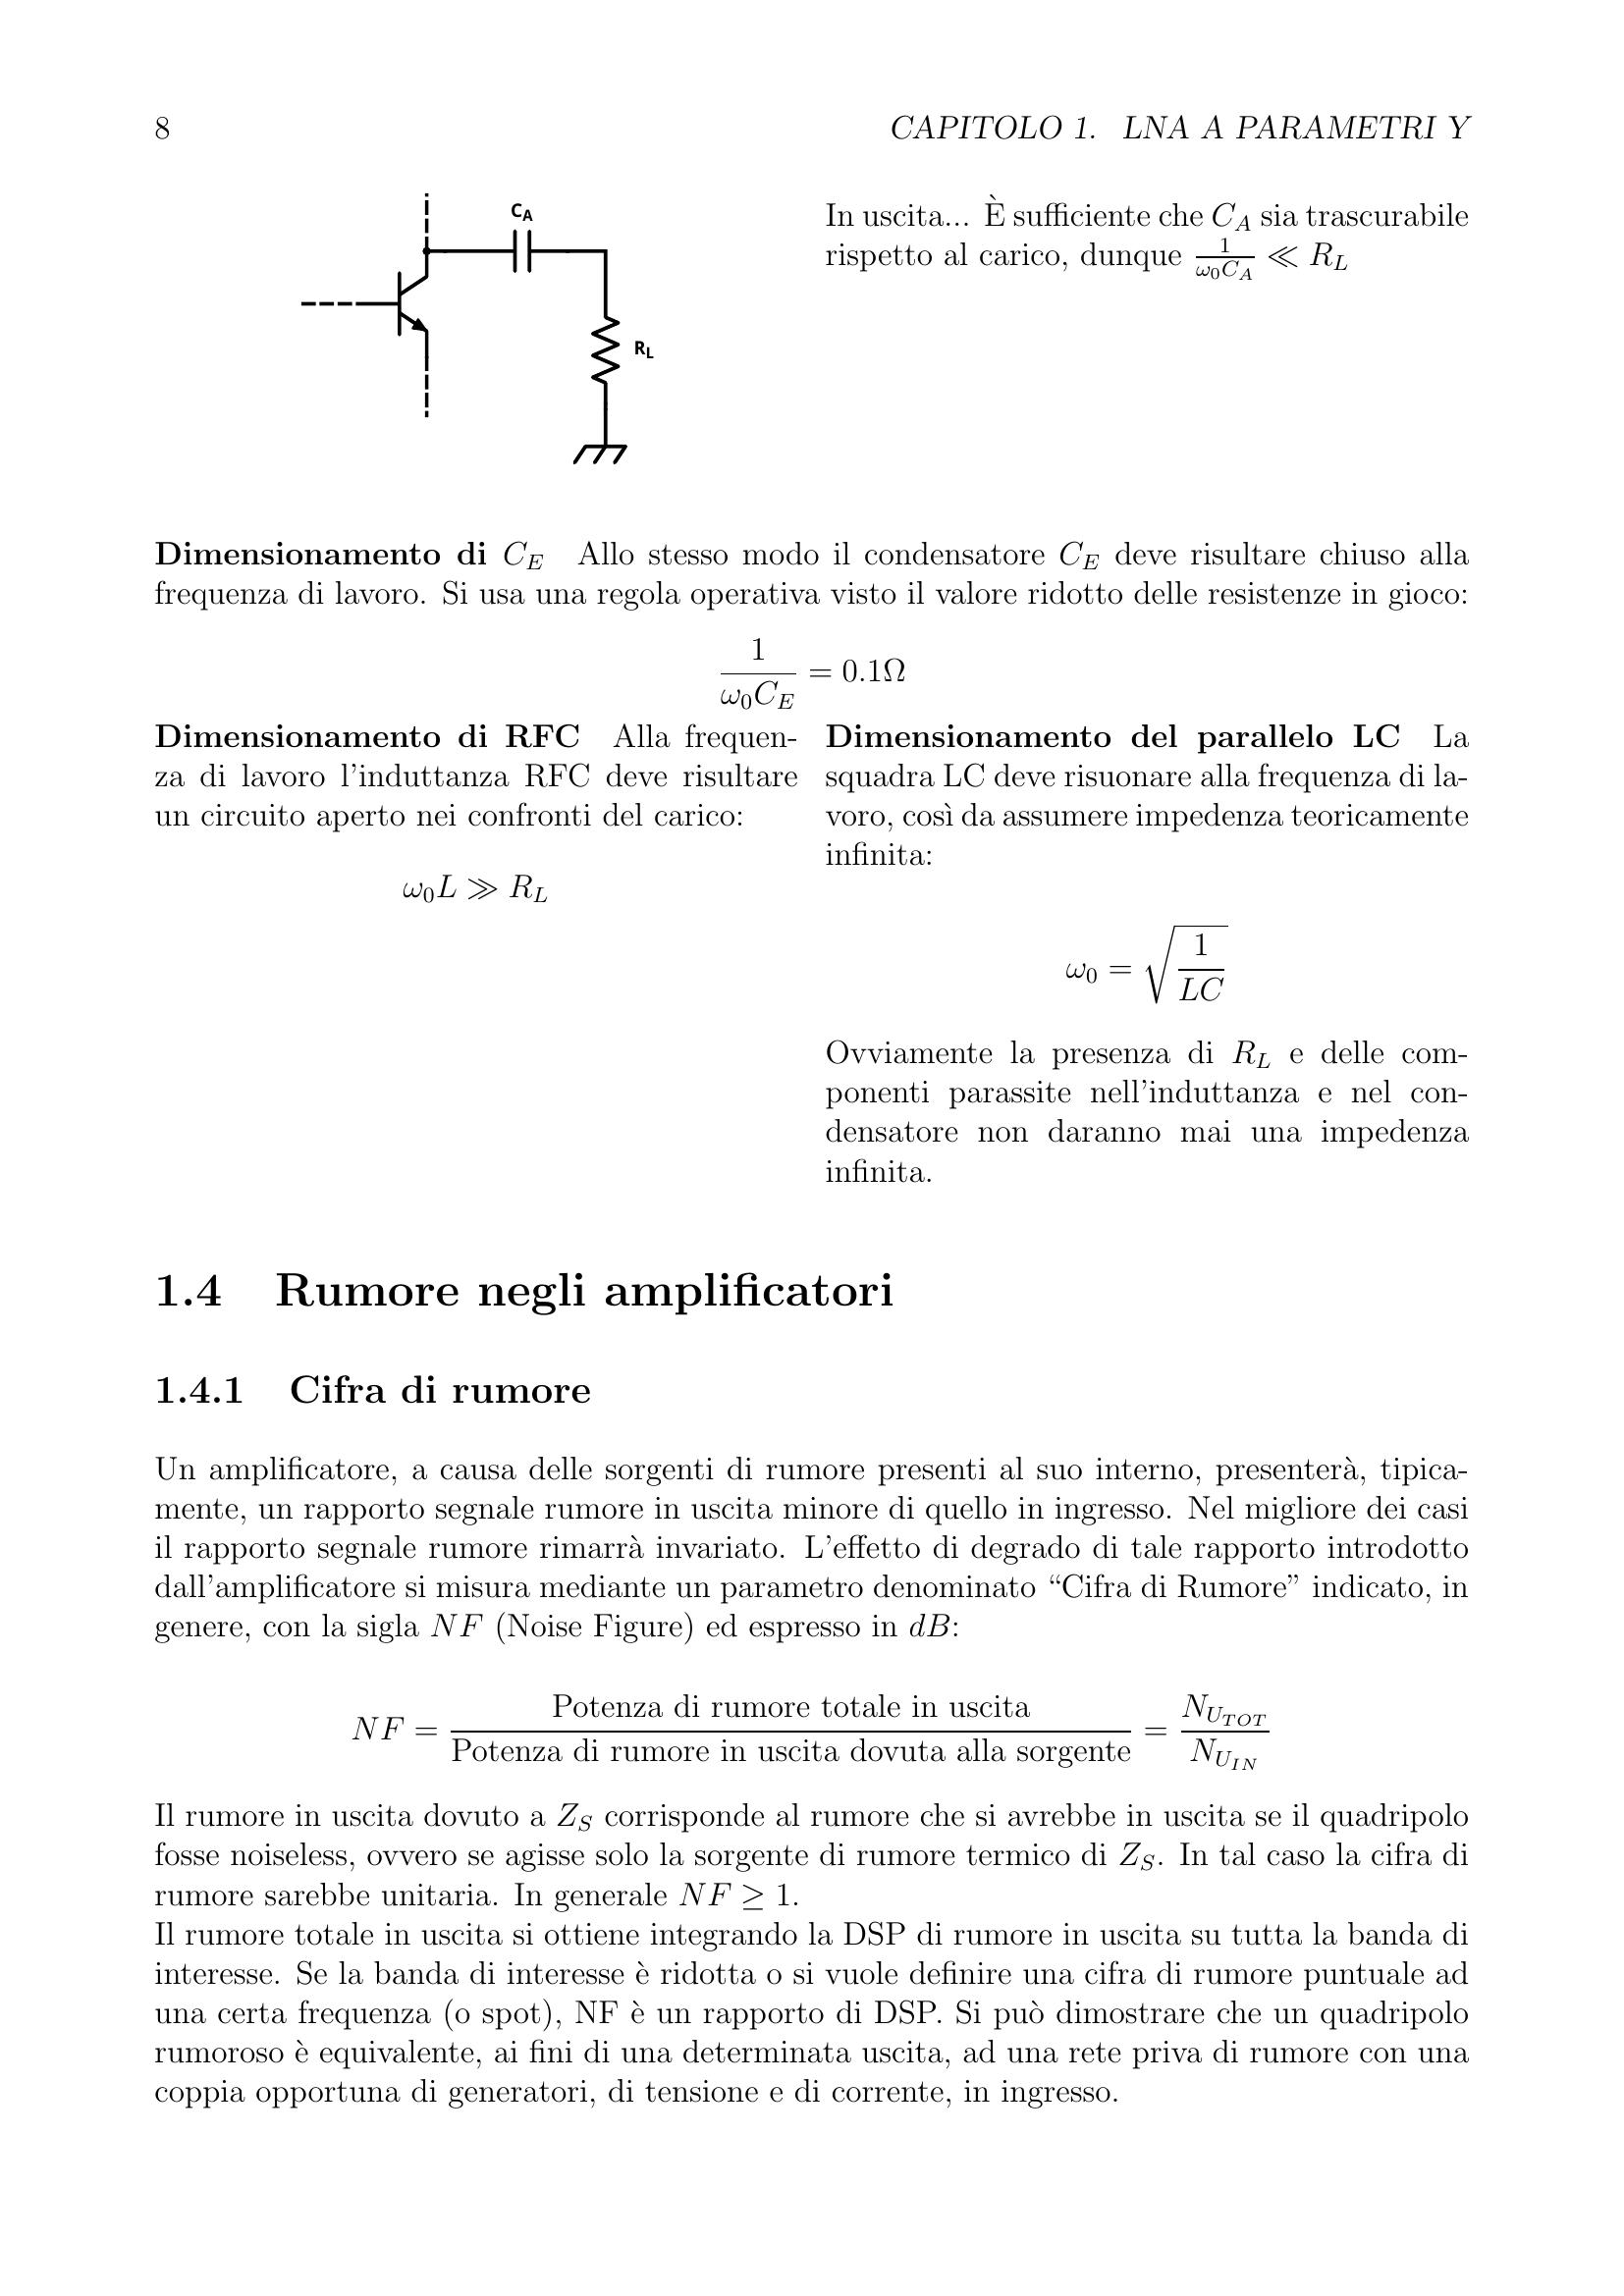 8 CAPITOLO 1. LNA A PARAMETRI Y
C_A
R_L
In uscita... È sufficiente che C_A sia trascurabile
rispetto al carico, dunque \frac{1}{ω_0 C_A} ≪ R_L
Dimensionamento di C_E Allo stesso modo il condensatore C_E deve risultare chiuso alla
frequenza di lavoro. Si usa una regola operativa visto il valore ridotto delle resistenze in gioco:
\frac{1}{ω_0 C_E} = 0.1Ω
Dimensionamento di RFC Alla frequen-
za di lavoro l'induttanza RFC deve risultare
un circuito aperto nei confronti del carico:
ω_0 L ≫ R_L
Dimensionamento del parallelo LC La
squadra LC deve risuonare alla frequenza di la-
voro, così da assumere impedenza teoricamente
infinita:
ω_0 = \sqrt{\frac{1}{LC}}
Ovviamente la presenza di R_L e delle com-
ponenti parassite nell'induttanza e nel con-
densatore non daranno mai una impedenza
infinita.
1.4 Rumore negli amplificatori
1.4.1 Cifra di rumore
Un amplificatore, a causa delle sorgenti di rumore presenti al suo interno, presenterà, tipica-
mente, un rapporto segnale rumore in uscita minore di quello in ingresso. Nel migliore dei casi
il rapporto segnale rumore rimarrà invariato. L'effetto di degrado di tale rapporto introdotto
dall'amplificatore si misura mediante un parametro denominato “Cifra di Rumore” indicato, in
genere, con la sigla NF (Noise Figure) ed espresso in dB:
NF = \frac{Potenza di rumore totale in uscita}{Potenza di rumore in uscita dovuta alla sorgente} = \frac{N_{U_{TOT}}}{N_{U_{IN}}}
Il rumore in uscita dovuto a Z_S corrisponde al rumore che si avrebbe in uscita se il quadripolo
fosse noiseless, ovvero se agisse solo la sorgente di rumore termico di Z_S. In tal caso la cifra di
rumore sarebbe unitaria. In generale NF ≥ 1.
Il rumore totale in uscita si ottiene integrando la DSP di rumore in uscita su tutta la banda di
interesse. Se la banda di interesse è ridotta o si vuole definire una cifra di rumore puntuale ad
una certa frequenza (o spot), NF è un rapporto di DSP. Si può dimostrare che un quadripolo
rumoroso è equivalente, ai fini di una determinata uscita, ad una rete priva di rumore con una
coppia opportuna di generatori, di tensione e di corrente, in ingresso.